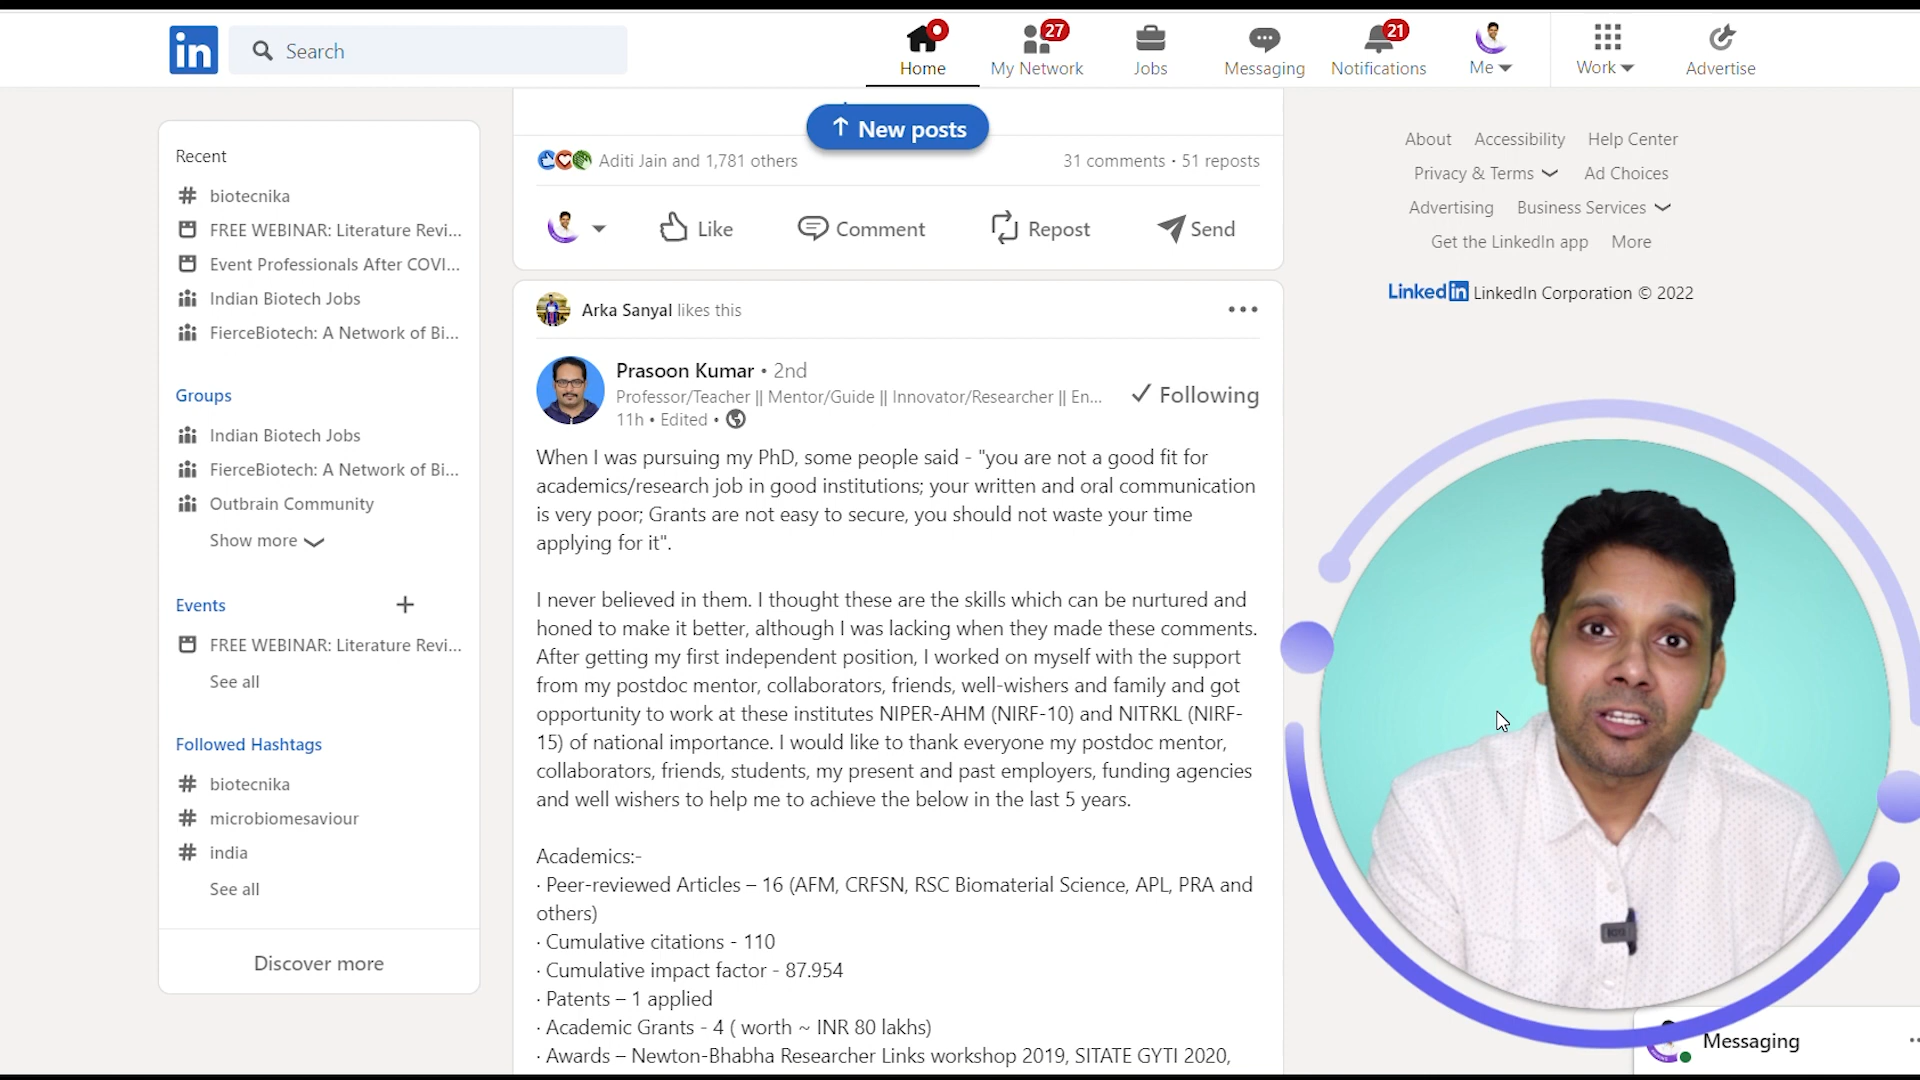 in
Search
Home
27
My Network
Jobs
Messaging
21
Notifications
Me
Work
Advertise
Recent
# biotecnika
FREE WEBINAR: Literature Revi...
Event Professionals After COVI...
Indian Biotech Jobs
FierceBiotech: A Network of Bi...
Groups
Indian Biotech Jobs
FierceBiotech: A Network of Bi...
Outbrain Community
Show more
Events +
FREE WEBINAR: Literature Revi...
See all
Followed Hashtags
# biotecnika
# microbiomesaviour
# india
See all
Discover more
↑ New posts
Aditi Jain and 1,781 others
31 comments • 51 reposts
Like
Comment
Repost
Send
Arka Sanyal likes this
Prasoon Kumar • 2nd
Professor/Teacher || Mentor/Guide || Innovator/Researcher || En...
11h • Edited •
✓ Following
When I was pursuing my PhD, some people said - "you are not a good fit for
academics/research job in good institutions; your written and oral communication
is very poor; Grants are not easy to secure, you should not waste your time
applying for it".
I never believed in them. I thought these are the skills which can be nurtured and
honed to make it better, although I was lacking when they made these comments.
After getting my first independent position, I worked on myself with the support
from my postdoc mentor, collaborators, friends, well-wishers and family and got
opportunity to work at these institutes NIPER-AHM (NIRF-10) and NITRKL (NIRF-
15) of national importance. I would like to thank everyone my postdoc mentor,
collaborators, friends, students, my present and past employers, funding agencies
and well wishers to help me to achieve the below in the last 5 years.
Academics:-
· Peer-reviewed Articles – 16 (AFM, CRFSN, RSC Biomaterial Science, APL, PRA and
others)
· Cumulative citations - 110
· Cumulative impact factor - 87.954
· Patents – 1 applied
· Academic Grants - 4 ( worth ~ INR 80 lakhs)
· Awards – Newton-Bhabha Researcher Links workshop 2019, SITATE GYTI 2020,
About Accessibility Help Center
Privacy & Terms Ad Choices
Advertising Business Services
Get the LinkedIn app More
LinkedIn LinkedIn Corporation © 2022
Messaging